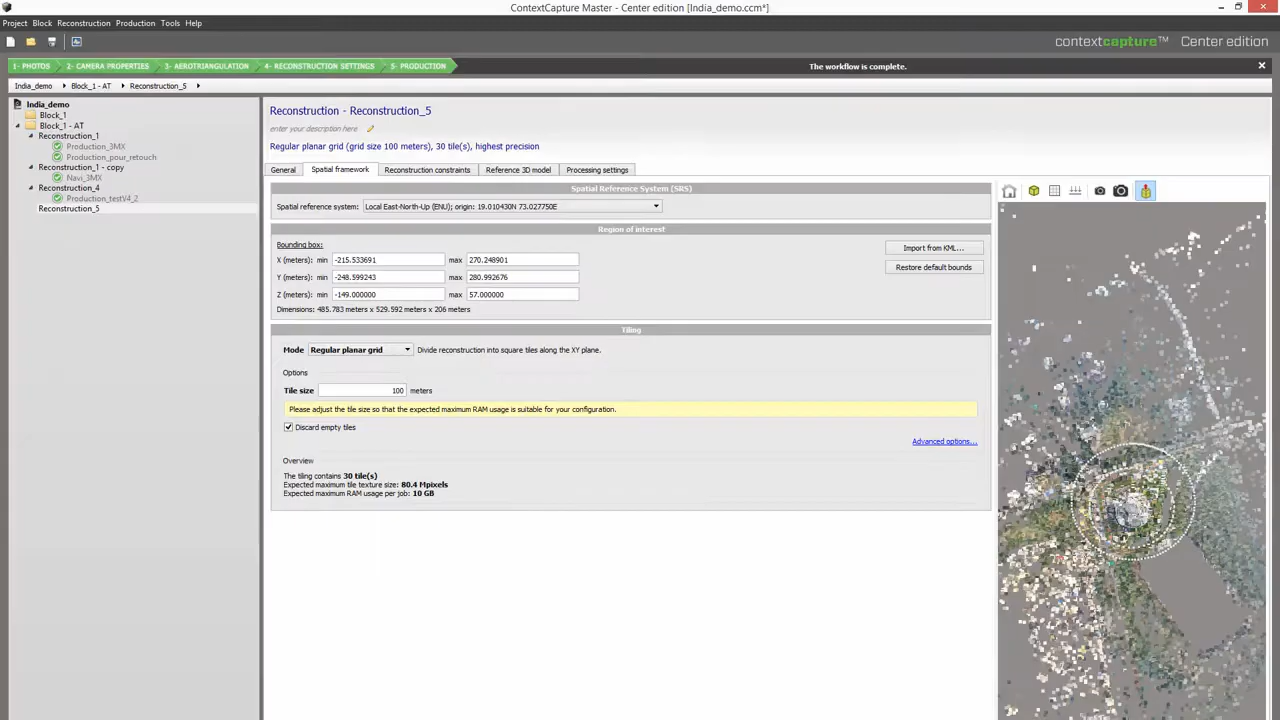 ContextCapture Master - Center edition [India_demo.ccm*]
Project Block Reconstruction Production Tools Help
contextcapture™ Center edition
1- PHOTOS 2- CAMERA PROPERTIES 3- AEROTRIANGULATION 4- RECONSTRUCTION SETTINGS 5- PRODUCTION The workflow is complete.
India_demo Block_1 - AT Reconstruction_5
India_demo
Block_1
Block_1 - AT
Reconstruction_1
Production_3MX
Production_pour_retouch
Reconstruction_1 - copy
Navi_3MX
Reconstruction_4
Production_testV4_2
Reconstruction_5
Reconstruction - Reconstruction_5
enter your description here.
Regular planar grid (grid size 100 meters), 30 tile(s), highest precision
General Spatial framework Reconstruction constraints Reference 3D model Processing settings
Spatial Reference System (SRS)
Spatial reference system: Local East-North-Up (ENU); origin: 19.010430N 73.027750E
Region of interest
Bounding box:
X (meters): min -215.533691 max 270.248901
Y (meters): min -248.599243 max 280.992676
Z (meters): min -149.000000 max 57.000000
Dimensions: 485.783 meters x 529.592 meters x 206 meters
Import from KML...
Restore default bounds
Tiling
Mode Regular planar grid Divide reconstruction into square tiles along the XY plane.
Options
Tile size 100 meters
Please adjust the tile size so that the expected maximum RAM usage is suitable for your configuration.
Discard empty tiles
Advanced options...
Overview
The tiling contains 30 tile(s)
Expected maximum tile texture size: 80.4 Mpixels
Expected maximum RAM usage per job: 10 GB